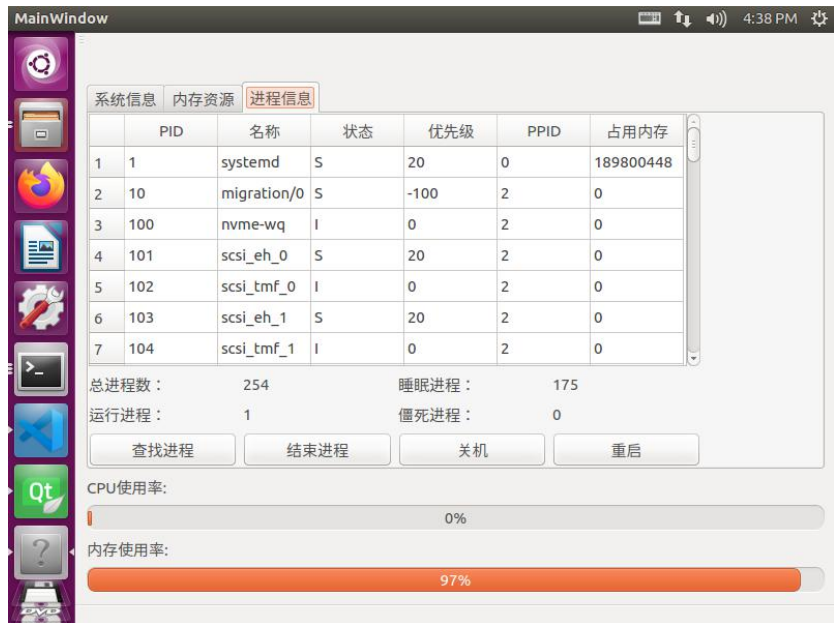 MainWindow 4:38 PM
系统信息 内存资源 进程信息
PID 名称 状态 优先级 PPID 占用内存
1 1 systemd S 20 0 189800448
2 10 migration/0 S -100 2 0
3 100 nvme-wq I 0 2 0
4 101 scsi_eh_0 S 20 2 0
5 102 scsi_tmf_0 I 0 2 0
6 103 scsi_eh_1 S 20 2 0
7 104 scsi_tmf_1 I 0 2 0
总进程数: 254 睡眠进程: 175
运行进程: 1 僵死进程: 0
查找进程 结束进程 关机 重启
CPU使用率:
0%
Qt
内存使用率:
97%
DVD